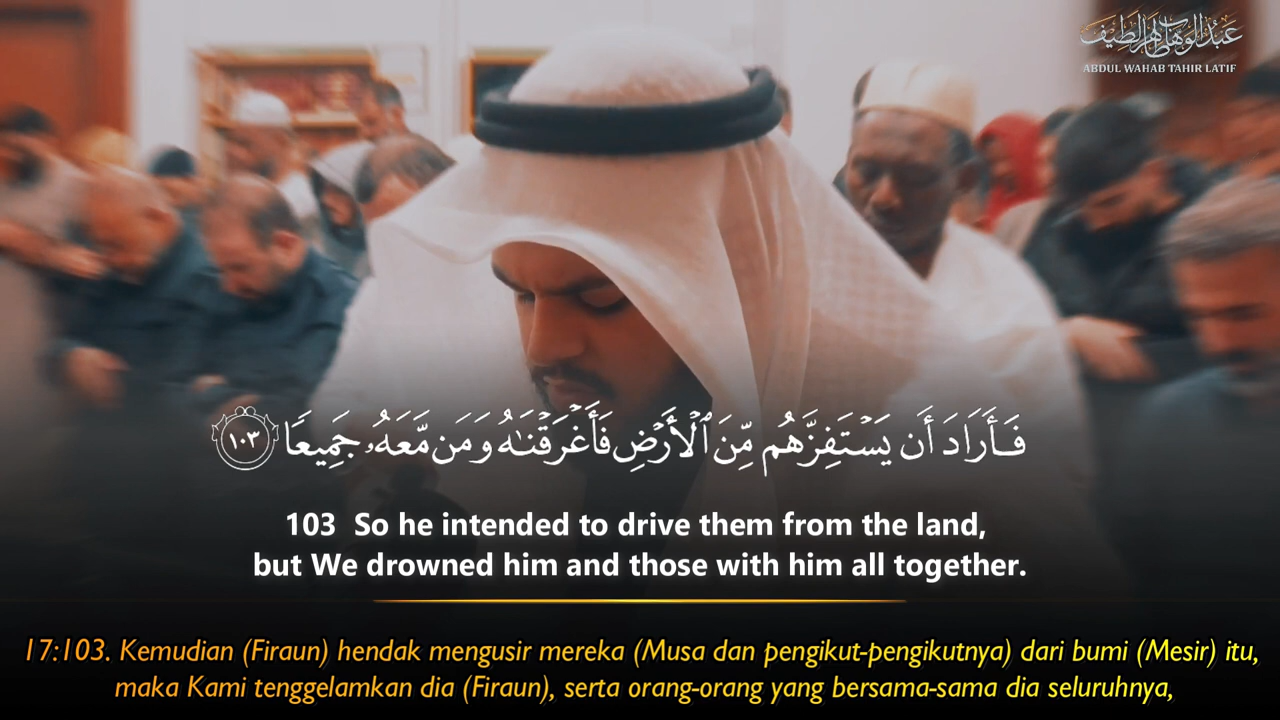 عبد الوهاب طاهر لطيف
ABDUL WAHAB TAHIR LATIF
فَأَرَادَ أَن يَسْتَفِزَّهُم مِّنَ ٱلْأَرْضِ فَأَغْرَقْنَٰهُ وَمَن مَّعَهُۥ جَمِيعًا ١٠٣
103 So he intended to drive them from the land,
but We drowned him and those with him all together.
17:103. Kemudian (Firaun) hendak mengusir mereka (Musa dan pengikut-pengikutnya) dari bumi (Mesir) itu,
maka Kami tenggelamkan dia (Firaun), serta orang-orang yang bersama-sama dia seluruhnya,